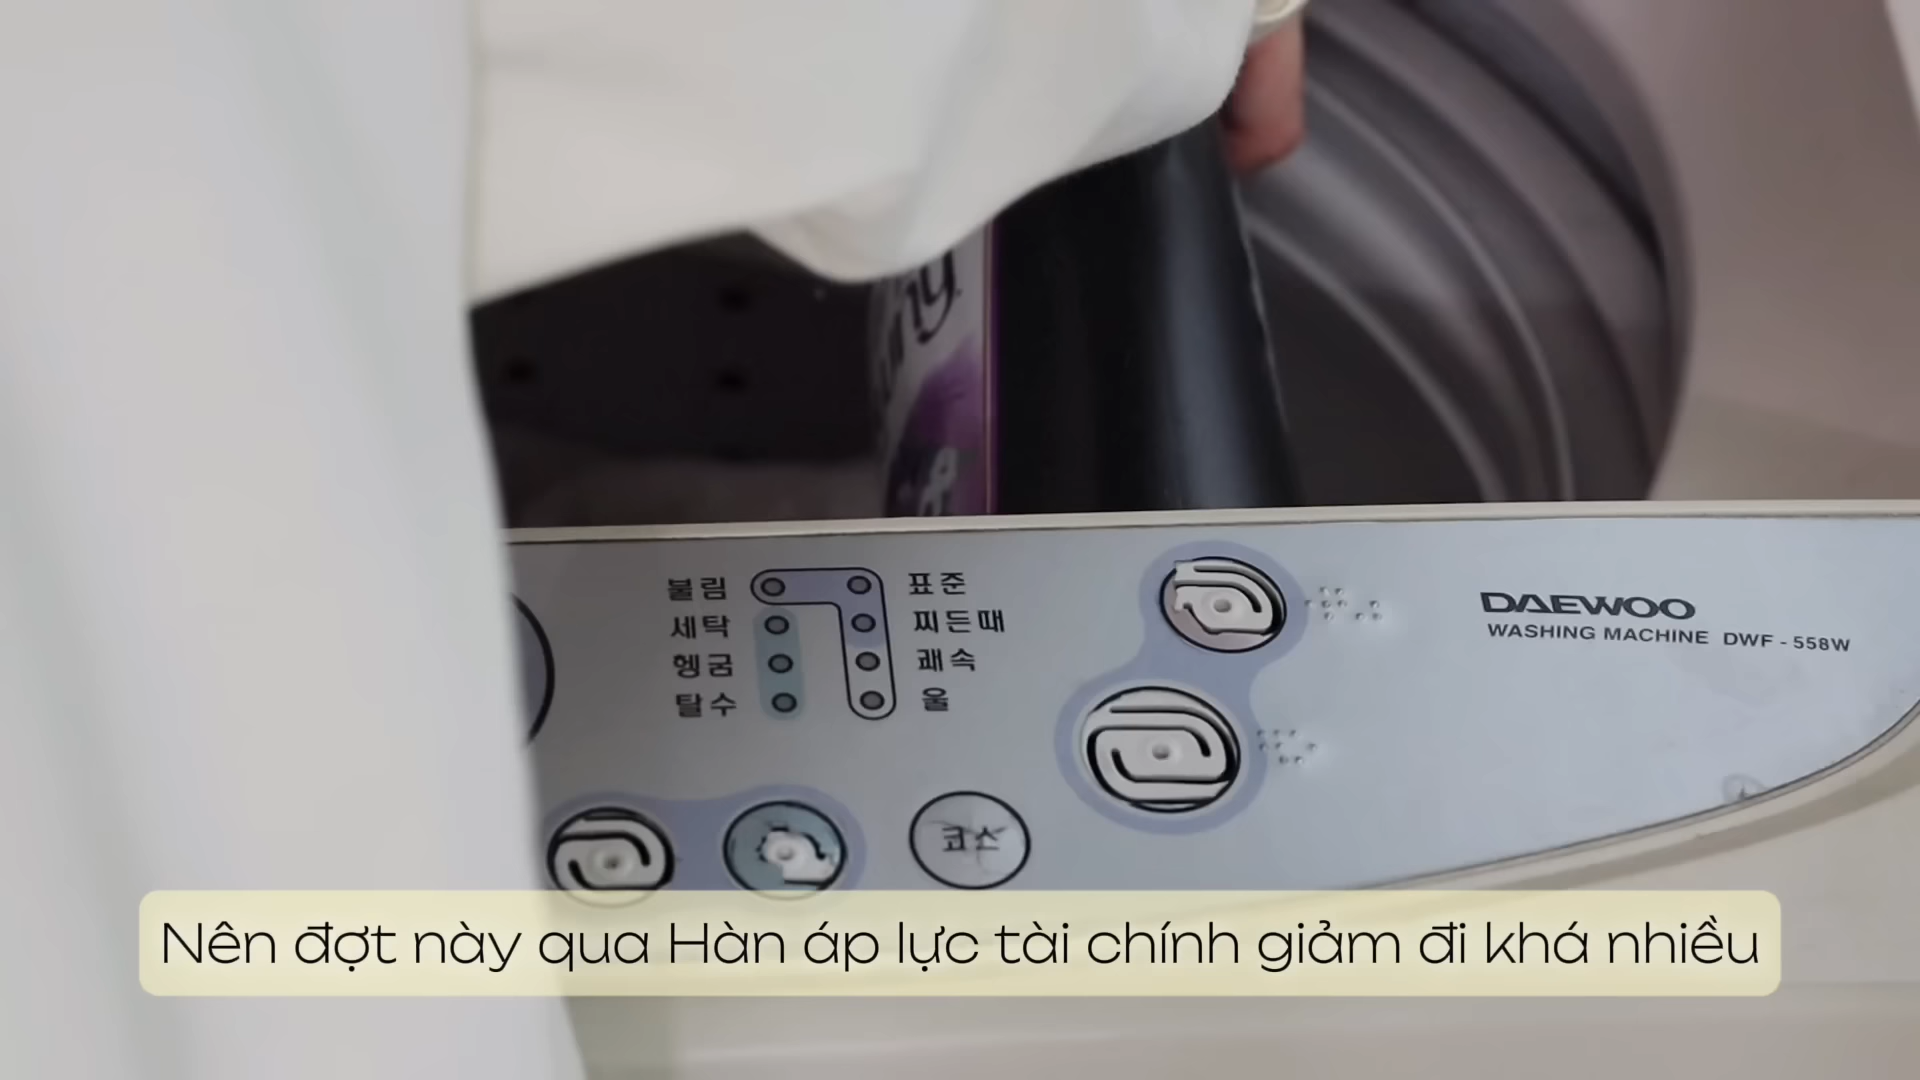 불림 표준
세탁 찌든때
헹굼 쾌속
탈수 울
코스
DAEWOO
WASHING MACHINE DWF - 558W
Nên đợt này qua Hàn áp lực tài chính giảm đi khá nhiều